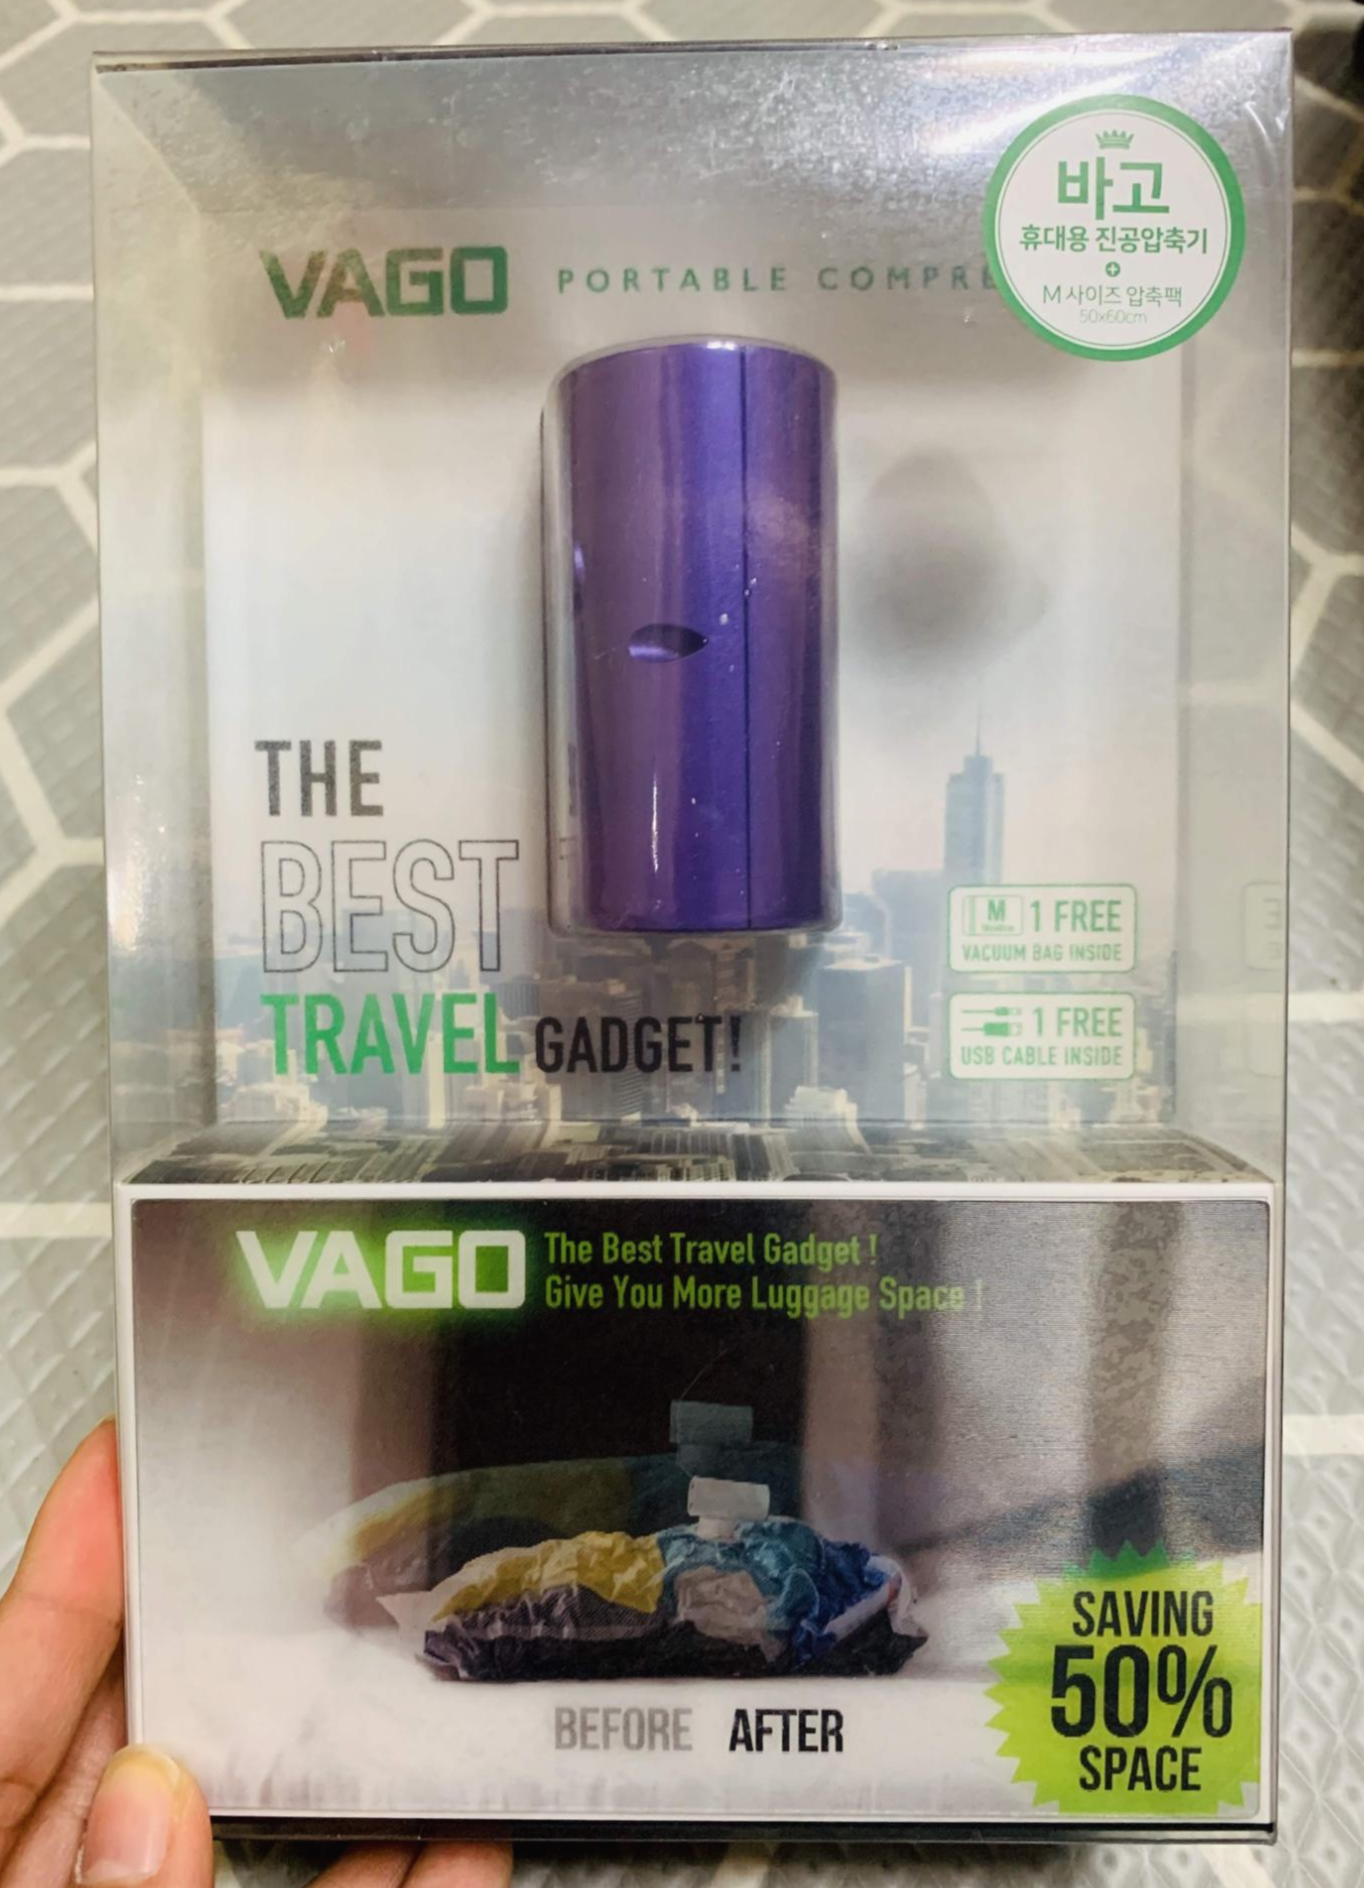 바고
휴대용 진공압축기
M 사이즈 압축팩
50x60cm
VAGO PORTABLE COMPRE
THE
BEST
TRAVEL GADGET!
M 1 FREE
VACUUM BAG INSIDE
1 FREE
USB CABLE INSIDE
VAGO
The Best Travel Gadget !
Give You More Luggage Space !
BEFORE AFTER
SAVING
50%
SPACE